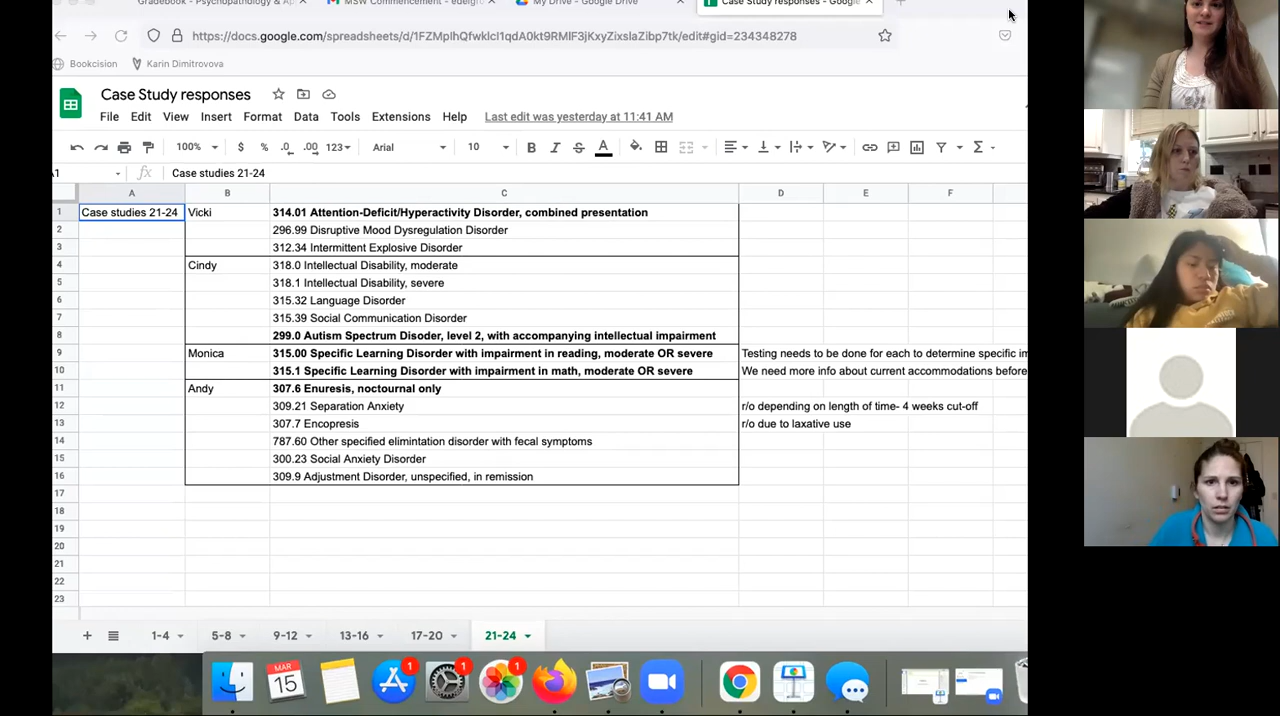 Gradebook - Psychopathology & Ap
MSW Commencement - edelgr
My Drive - Google Drive
Case Study responses - Google
https://docs.google.com/spreadsheets/d/1FZMplhQfwklcl1qdA0kt9RMlF3jKxyZixslaZibp7tk/edit#gid=234348278
Bookcision
Karin Dimitrovova
Case Study responses
File Edit View Insert Format Data Tools Extensions Help Last edit was yesterday at 11:41 AM
100% $ % .0 .00 123 Arial 10 B I S A
A1 fx Case studies 21-24
A B C D E F
1 Case studies 21-24 Vicki 314.01 Attention-Deficit/Hyperactivity Disorder, combined presentation
2 296.99 Disruptive Mood Dysregulation Disorder
3 312.34 Intermittent Explosive Disorder
4 Cindy 318.0 Intellectual Disability, moderate
5 318.1 Intellectual Disability, severe
6 315.32 Language Disorder
7 315.39 Social Communication Disorder
8 299.0 Autism Spectrum Disoder, level 2, with accompanying intellectual impairment
9 Monica 315.00 Specific Learning Disorder with impairment in reading, moderate OR severe Testing needs to be done for each to determine specific im
10 315.1 Specific Learning Disorder with impairment in math, moderate OR severe We need more info about current accommodations before
11 Andy 307.6 Enuresis, noctournal only
12 309.21 Separation Anxiety r/o depending on length of time- 4 weeks cut-off
13 307.7 Encopresis r/o due to laxative use
14 787.60 Other specified elimintation disorder with fecal symptoms
15 300.23 Social Anxiety Disorder
16 309.9 Adjustment Disorder, unspecified, in remission
17
18
19
20
21
22
23
+ 1-4 5-8 9-12 13-16 17-20 21-24
MAR
15
1
1
1